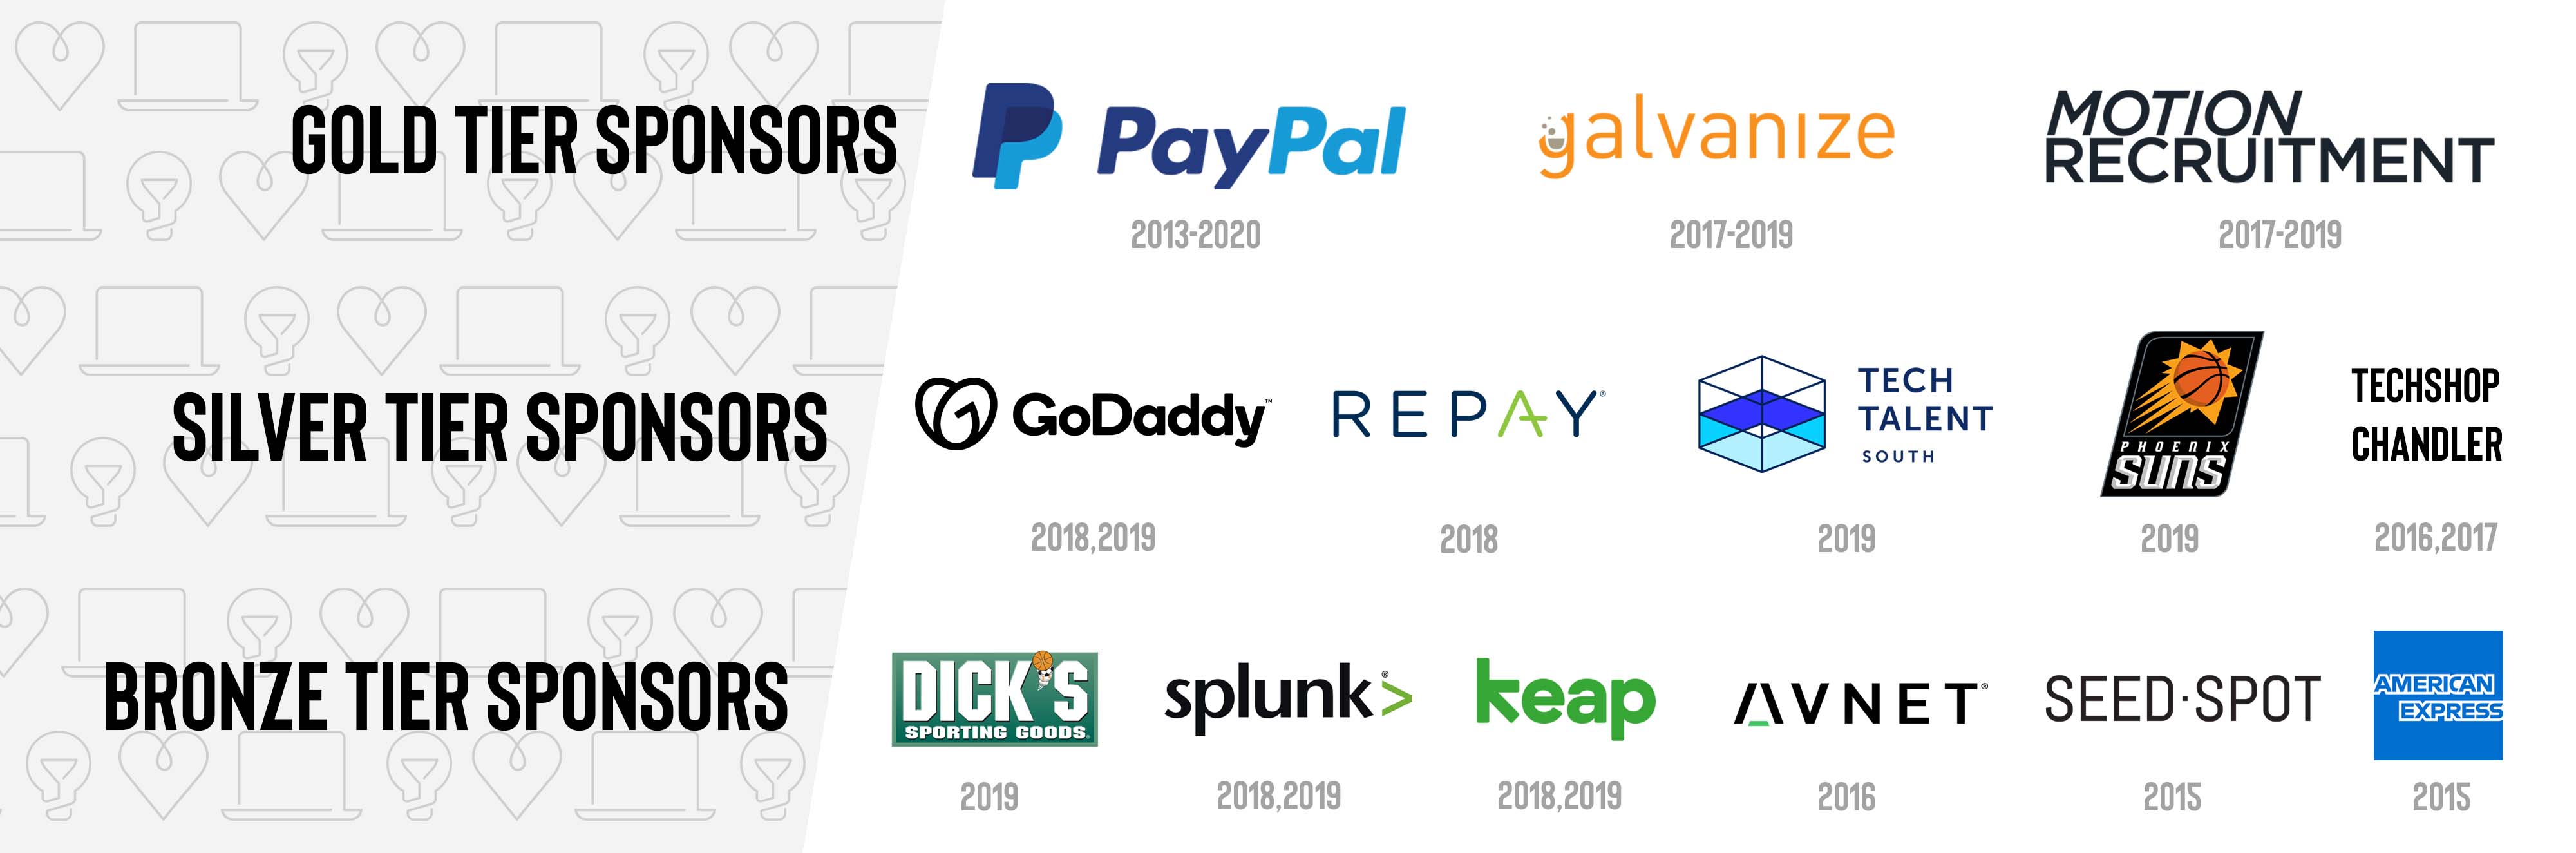 GOLD TIER SPONSORS
PayPal
galvanize
MOTION
RECRUITMENT
2013-2020
2017-2019
2017-2019
SILVER TIER SPONSORS
GoDaddy™
REPAY®
TECH
TALENT
SOUTH
PHOENIX
SUNS
TECHSHOP
CHANDLER
2018,2019
2018
2019
2019
2016,2017
BRONZE TIER SPONSORS
DICK'S
SPORTING GOODS®
splunk>®
keap
AVNET®
SEED·SPOT
AMERICAN
EXPRESS
2019
2018,2019
2018,2019
2016
2015
2015